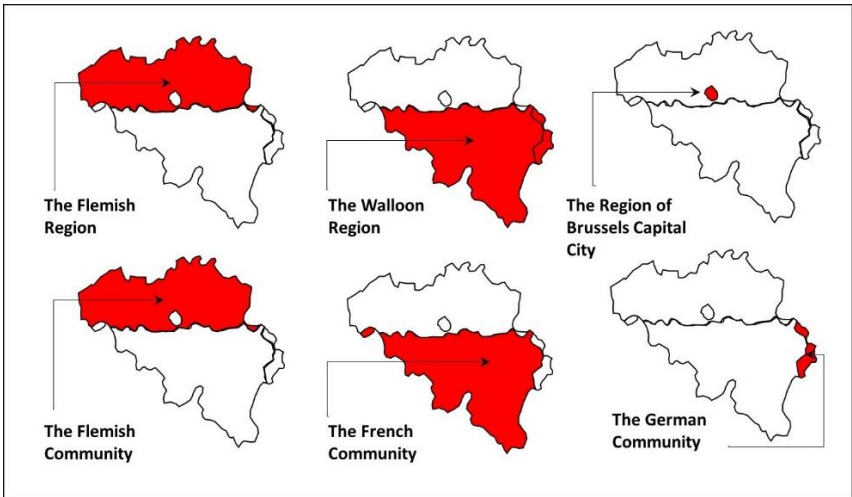 The Flemish
Region
The Walloon
Region
The Region of
Brussels Capital
City
The Flemish
Community
The French
Community
The German
Community